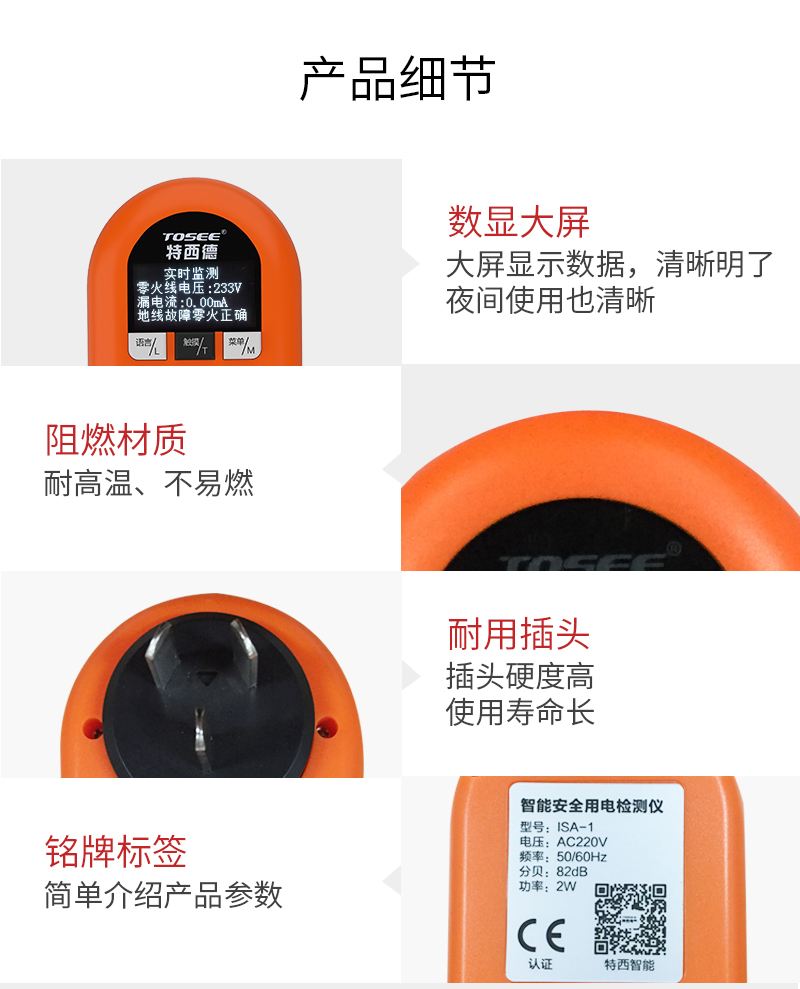 产品细节
TOSEE®
特西德
实时监测
零火线电压:233V
漏电流:0.00mA
地线故障零火正确
语言/L
触摸/T
菜单/M
数显大屏
大屏显示数据，清晰明了
夜间使用也清晰
阻燃材质
耐高温、不易燃
TOSEE®
耐用插头
插头硬度高
使用寿命长
铭牌标签
简单介绍产品参数
智能安全用电检测仪
型号: ISA-1
电压: AC220V
频率: 50/60Hz
分贝: 82dB
功率: 2W
CE
认证
特西智能